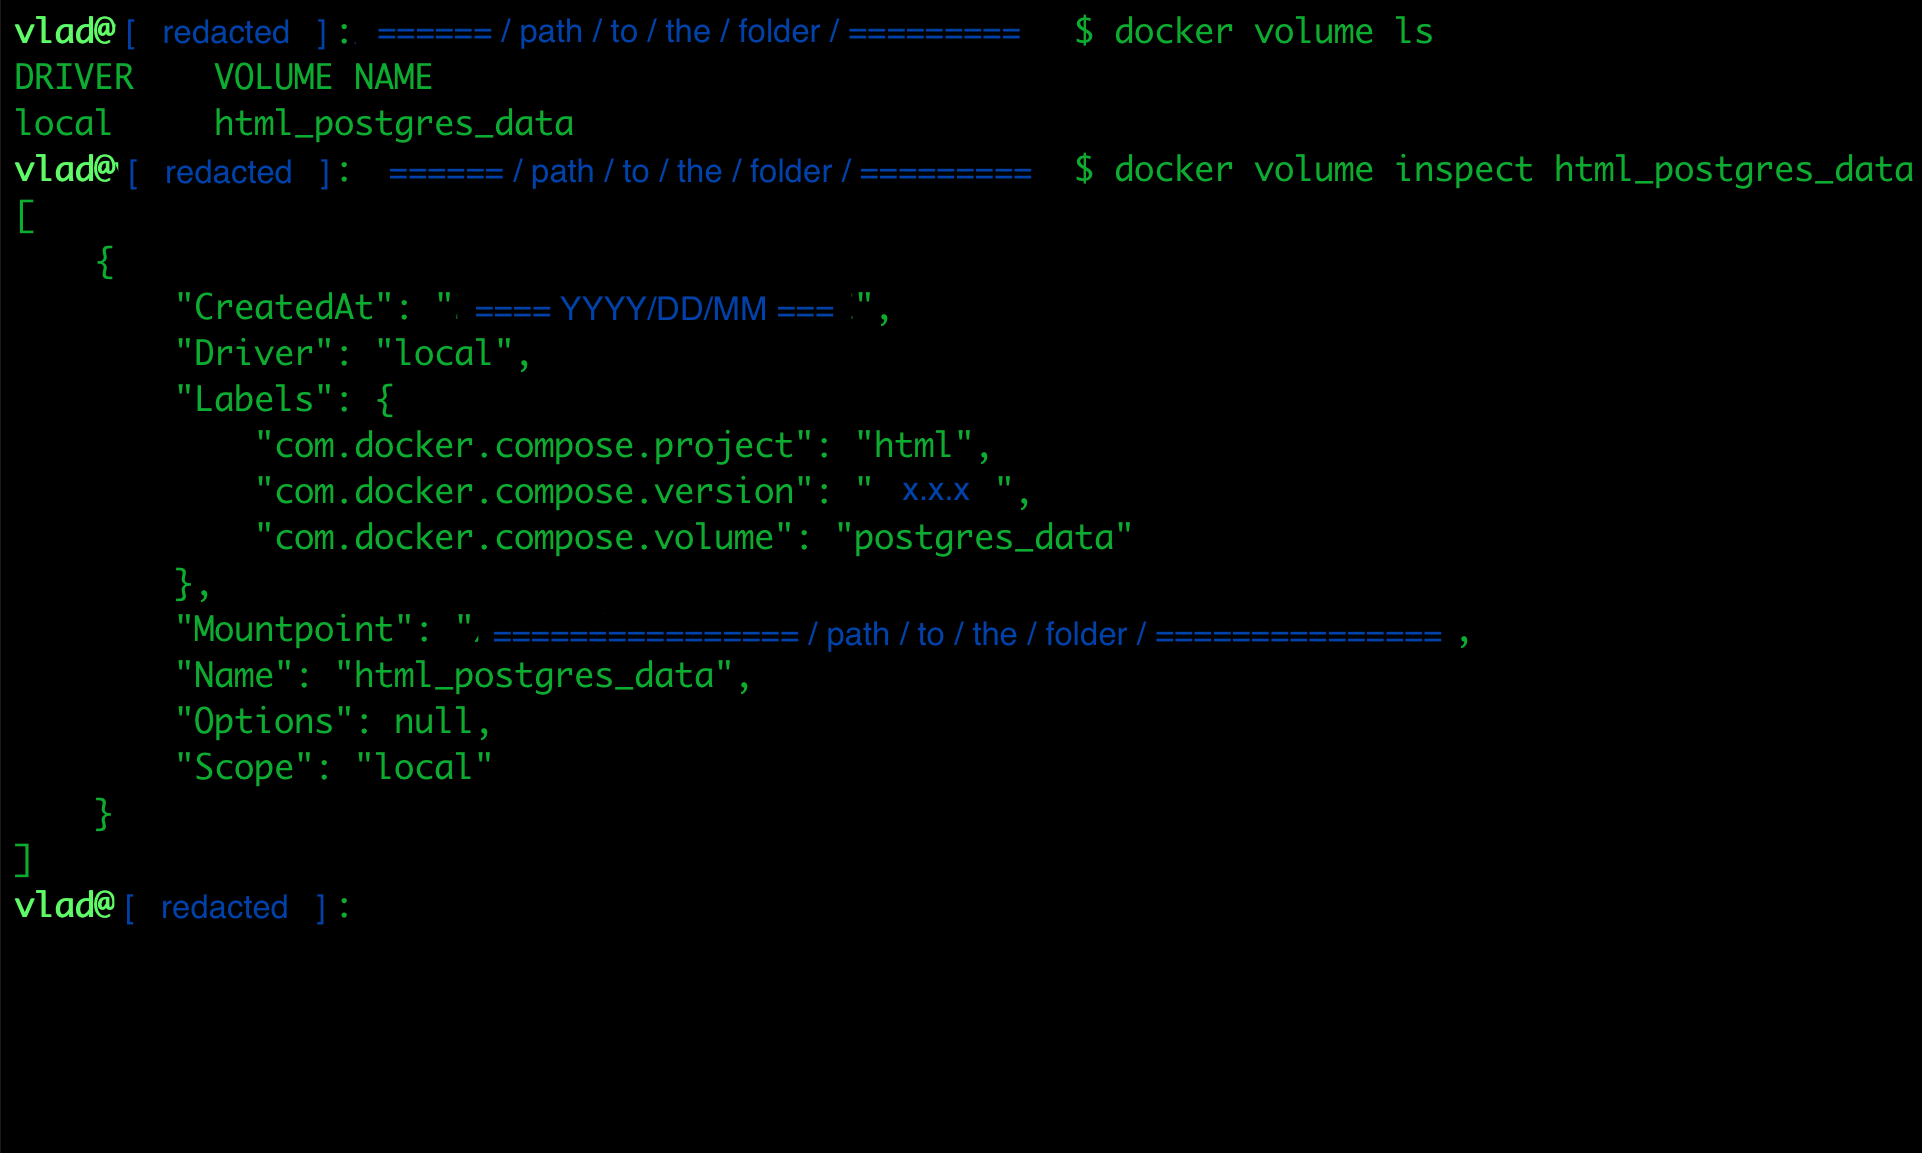 vlad@[ redacted ]: ====== / path / to / the / folder / ========= $ docker volume ls
DRIVER    VOLUME NAME
local     html_postgres_data
vlad@[ redacted ]: ====== / path / to / the / folder / ========= $ docker volume inspect html_postgres_data
[
    {
        "CreatedAt": " ==== YYYY/DD/MM === ",
        "Driver": "local",
        "Labels": {
            "com.docker.compose.project": "html",
            "com.docker.compose.version": " x.x.x ",
            "com.docker.compose.volume": "postgres_data"
        },
        "Mountpoint": " ================ / path / to / the / folder / =============== ,
        "Name": "html_postgres_data",
        "Options": null,
        "Scope": "local"
    }
]
vlad@[ redacted ]: